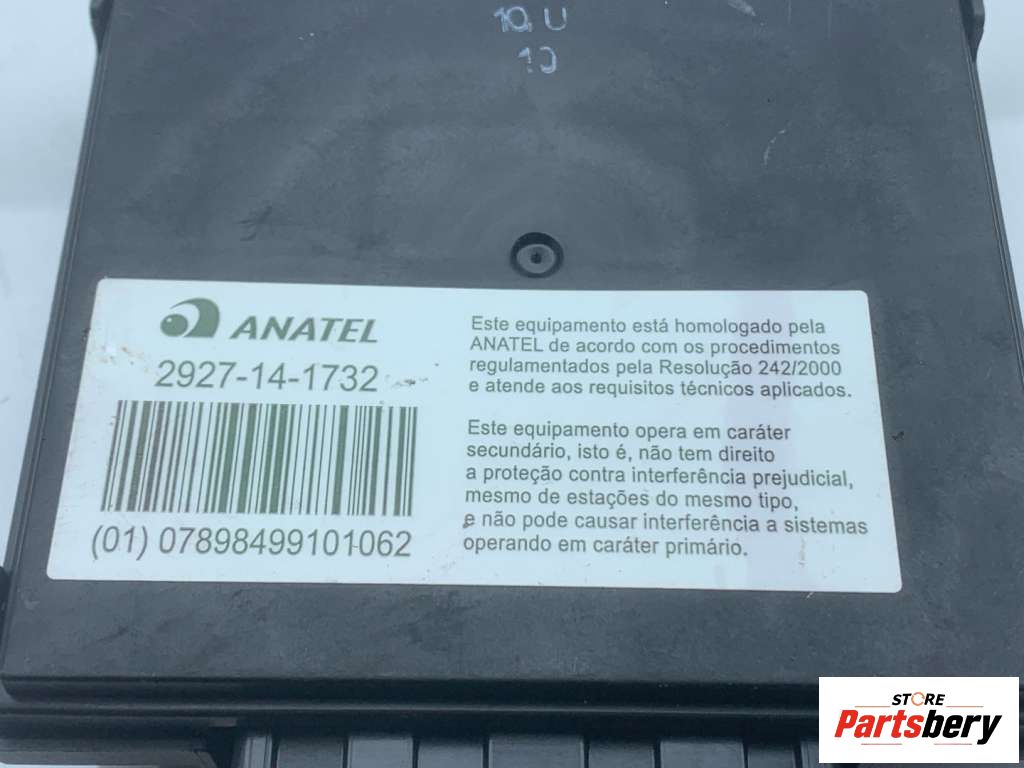 10 U
10
ANATEL
2927-14-1732
(01) 07898499101062
Este equipamento está homologado pela
ANATEL de acordo com os procedimentos
regulamentados pela Resolução 242/2000
e atende aos requisitos técnicos aplicados.
Este equipamento opera em caráter
secundário, isto é, não tem direito
a proteção contra interferência prejudicial,
mesmo de estações do mesmo tipo,
e não pode causar interferência a sistemas
operando em caráter primário.
STORE
Partsbery